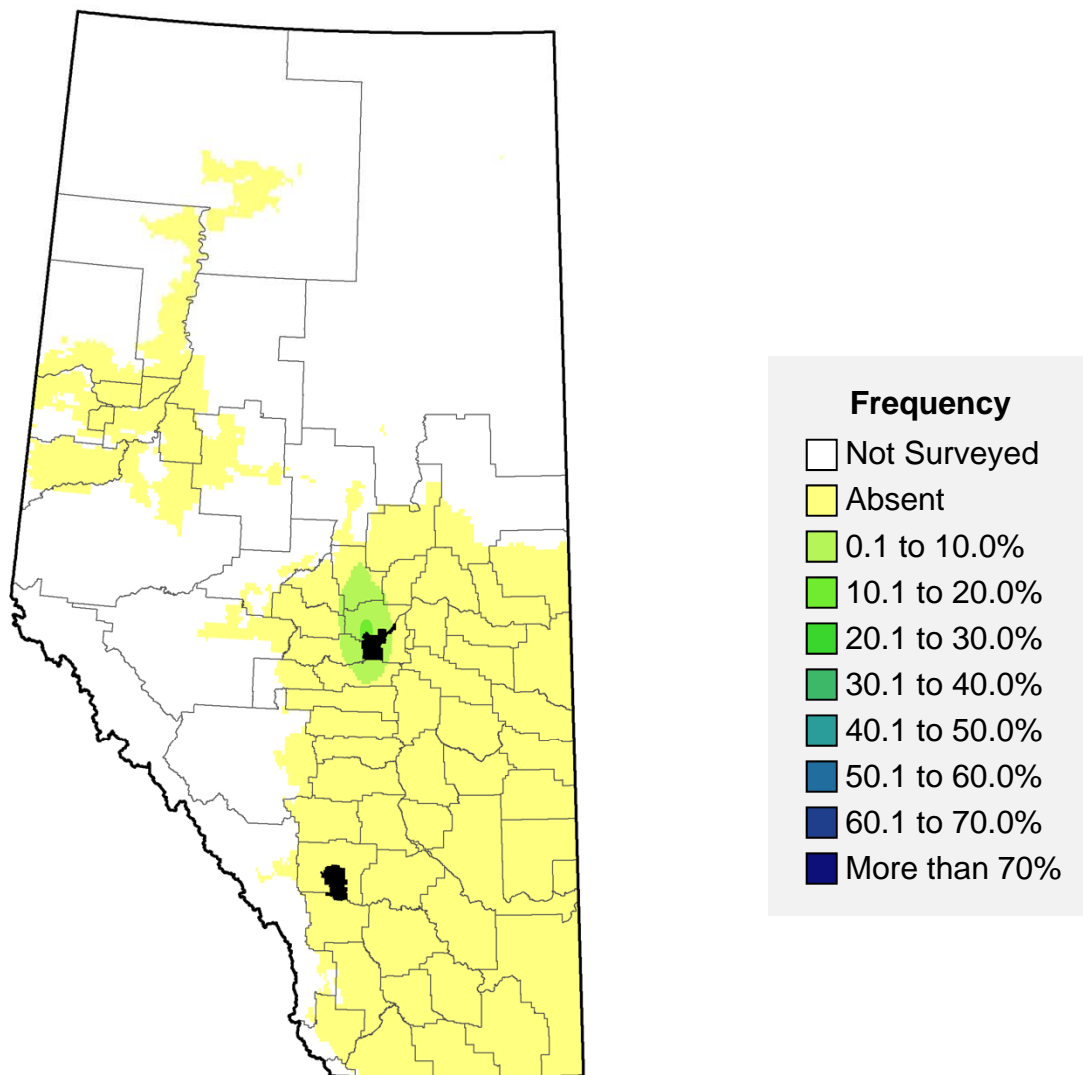 Frequency
Not Surveyed
Absent
0.1 to 10.0%
10.1 to 20.0%
20.1 to 30.0%
30.1 to 40.0%
40.1 to 50.0%
50.1 to 60.0%
60.1 to 70.0%
More than 70%